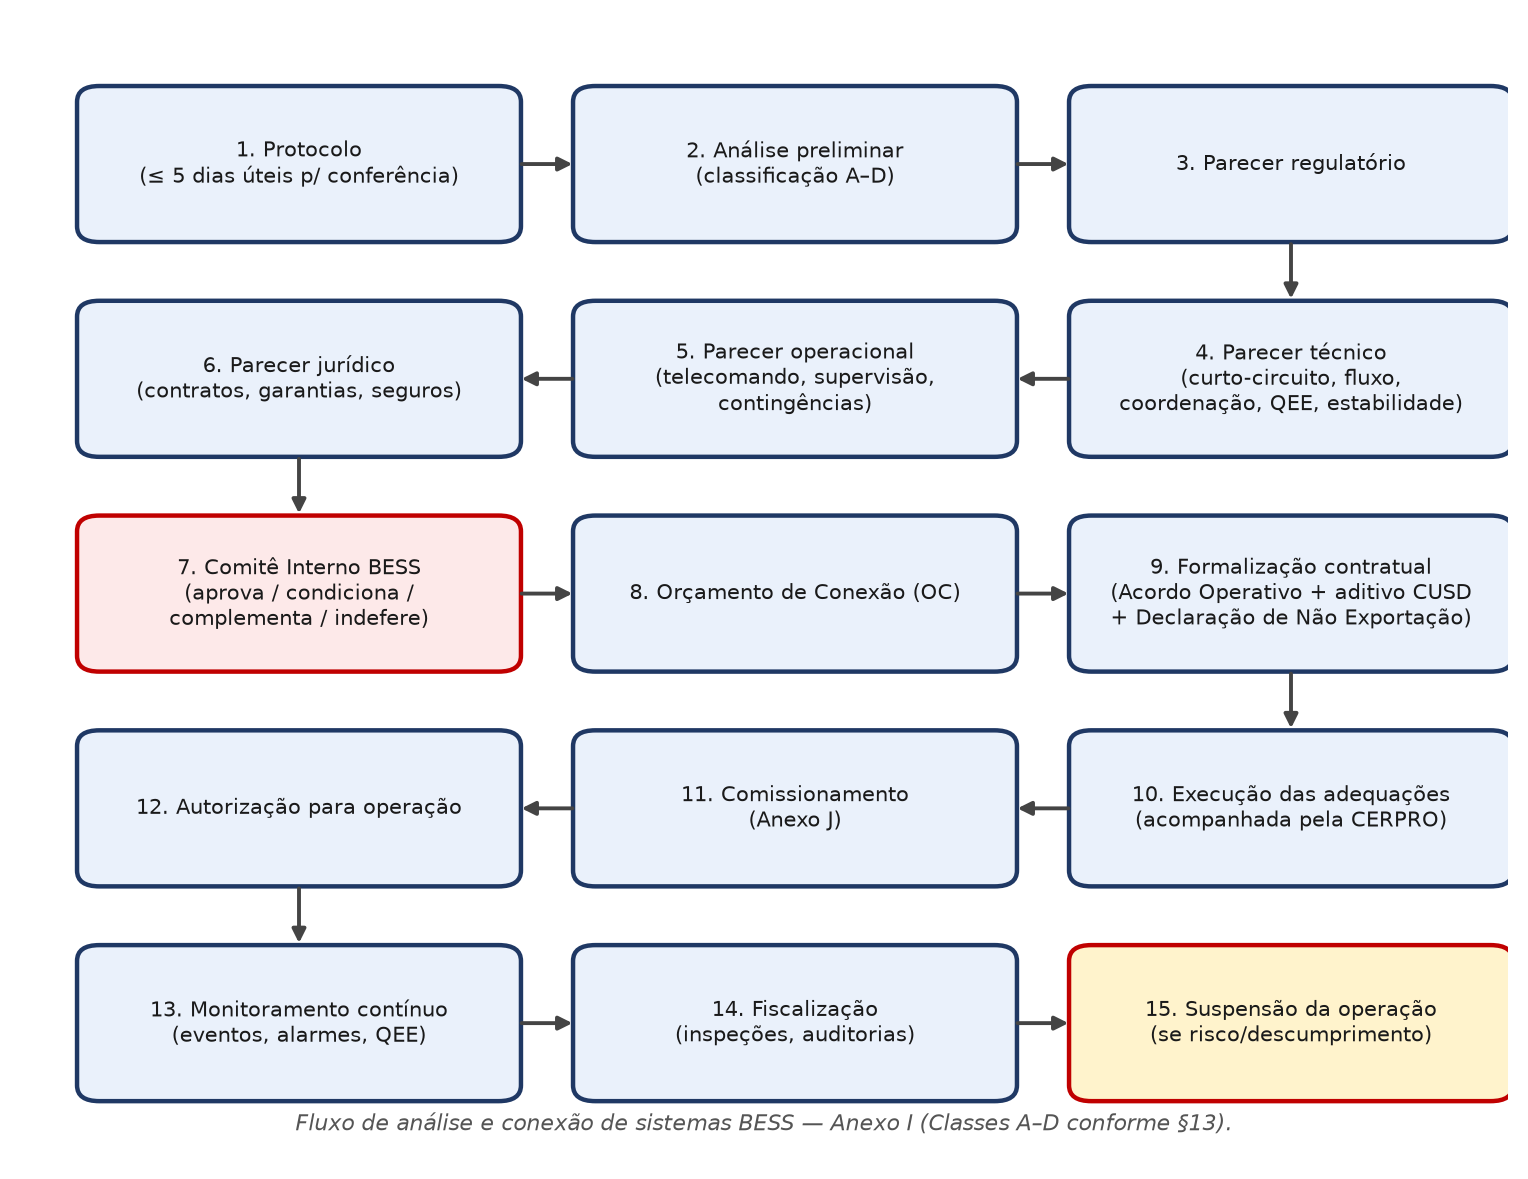 1. Protocolo
(≤ 5 dias úteis p/ conferência)
2. Análise preliminar
(classificação A–D)
3. Parecer regulatório
4. Parecer técnico
(curto-circuito, fluxo,
coordenação, QEE, estabilidade)
5. Parecer operacional
(telecomando, supervisão,
contingências)
6. Parecer jurídico
(contratos, garantias, seguros)
7. Comitê Interno BESS
(aprova / condiciona /
complementa / indefere)
8. Orçamento de Conexão (OC)
9. Formalização contratual
(Acordo Operativo + aditivo CUSD
+ Declaração de Não Exportação)
10. Execução das adequações
(acompanhada pela CERPRO)
11. Comissionamento
(Anexo J)
12. Autorização para operação
13. Monitoramento contínuo
(eventos, alarmes, QEE)
14. Fiscalização
(inspeções, auditorias)
15. Suspensão da operação
(se risco/descumprimento)
Fluxo de análise e conexão de sistemas BESS — Anexo I (Classes A–D conforme §13).